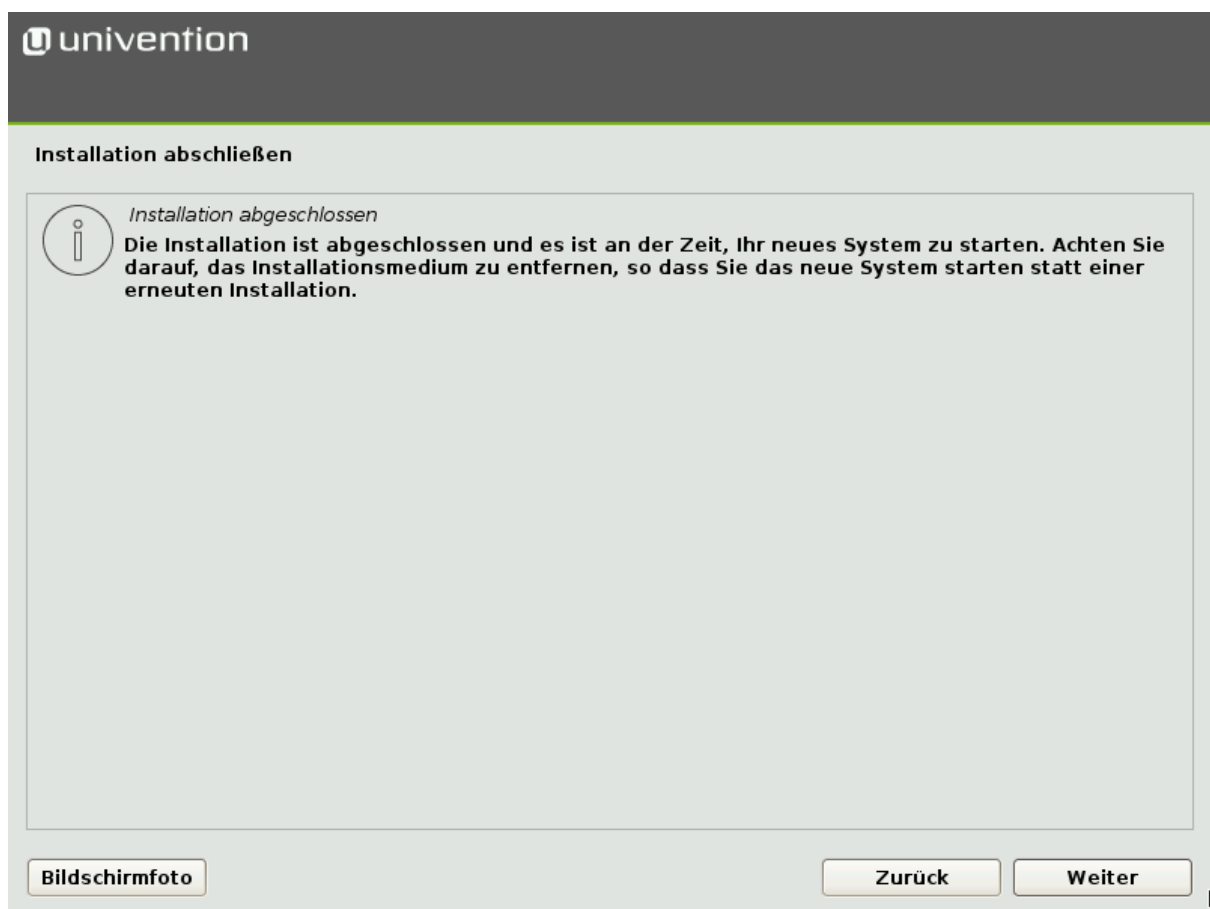 univention
Installation abschließen
Installation abgeschlossen
Die Installation ist abgeschlossen und es ist an der Zeit, Ihr neues System zu starten. Achten Sie
darauf, das Installationsmedium zu entfernen, so dass Sie das neue System starten statt einer
erneuten Installation.
Bildschirmfoto
Zurück
Weiter